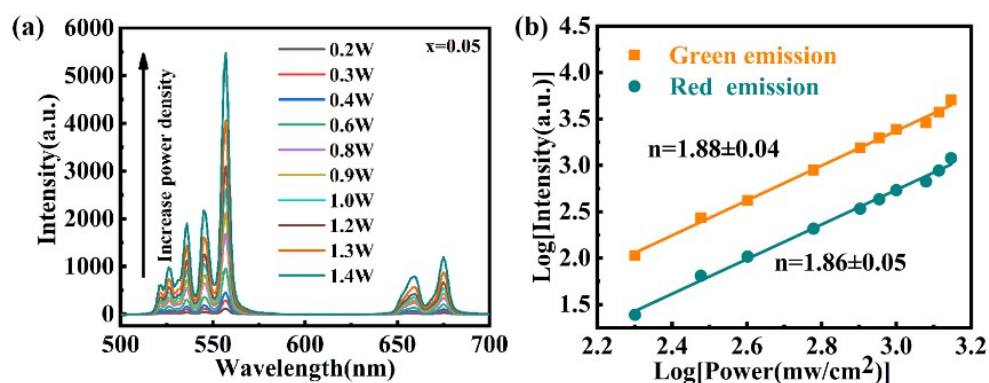 (a)
Intensity(a.u.)
6000
5000
4000
3000
2000
1000
0
Increase power density
0.2W
0.3W
0.4W
0.6W
0.8W
0.9W
1.0W
1.2W
1.3W
1.4W
x=0.05
500 550 600 650 700
Wavelength(nm)
(b)
Log[Intensity(a.u.)]
4.5
4.0
3.5
3.0
2.5
2.0
1.5
Green emission
Red emission
n=1.88±0.04
n=1.86±0.05
2.2 2.4 2.6 2.8 3.0 3.2
Log[Power(mw/cm²)]